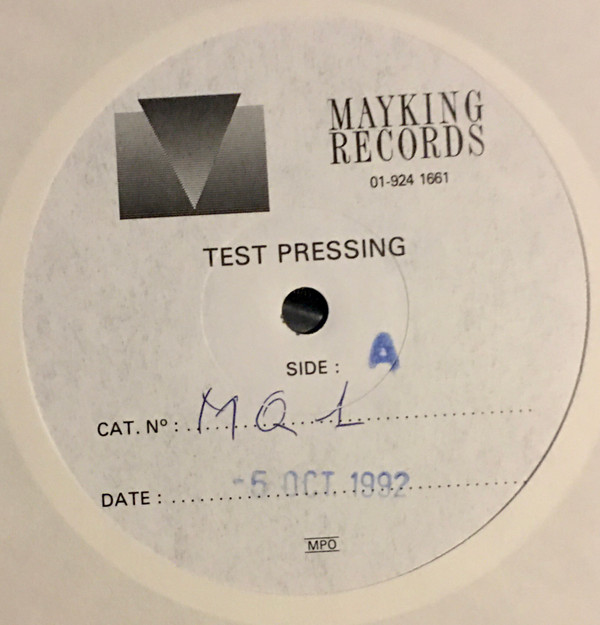 MAYKING
RECORDS
01-924 1661
TEST PRESSING
SIDE : A
CAT. Nº : MQ1
DATE : -5 OCT 1992
MPO